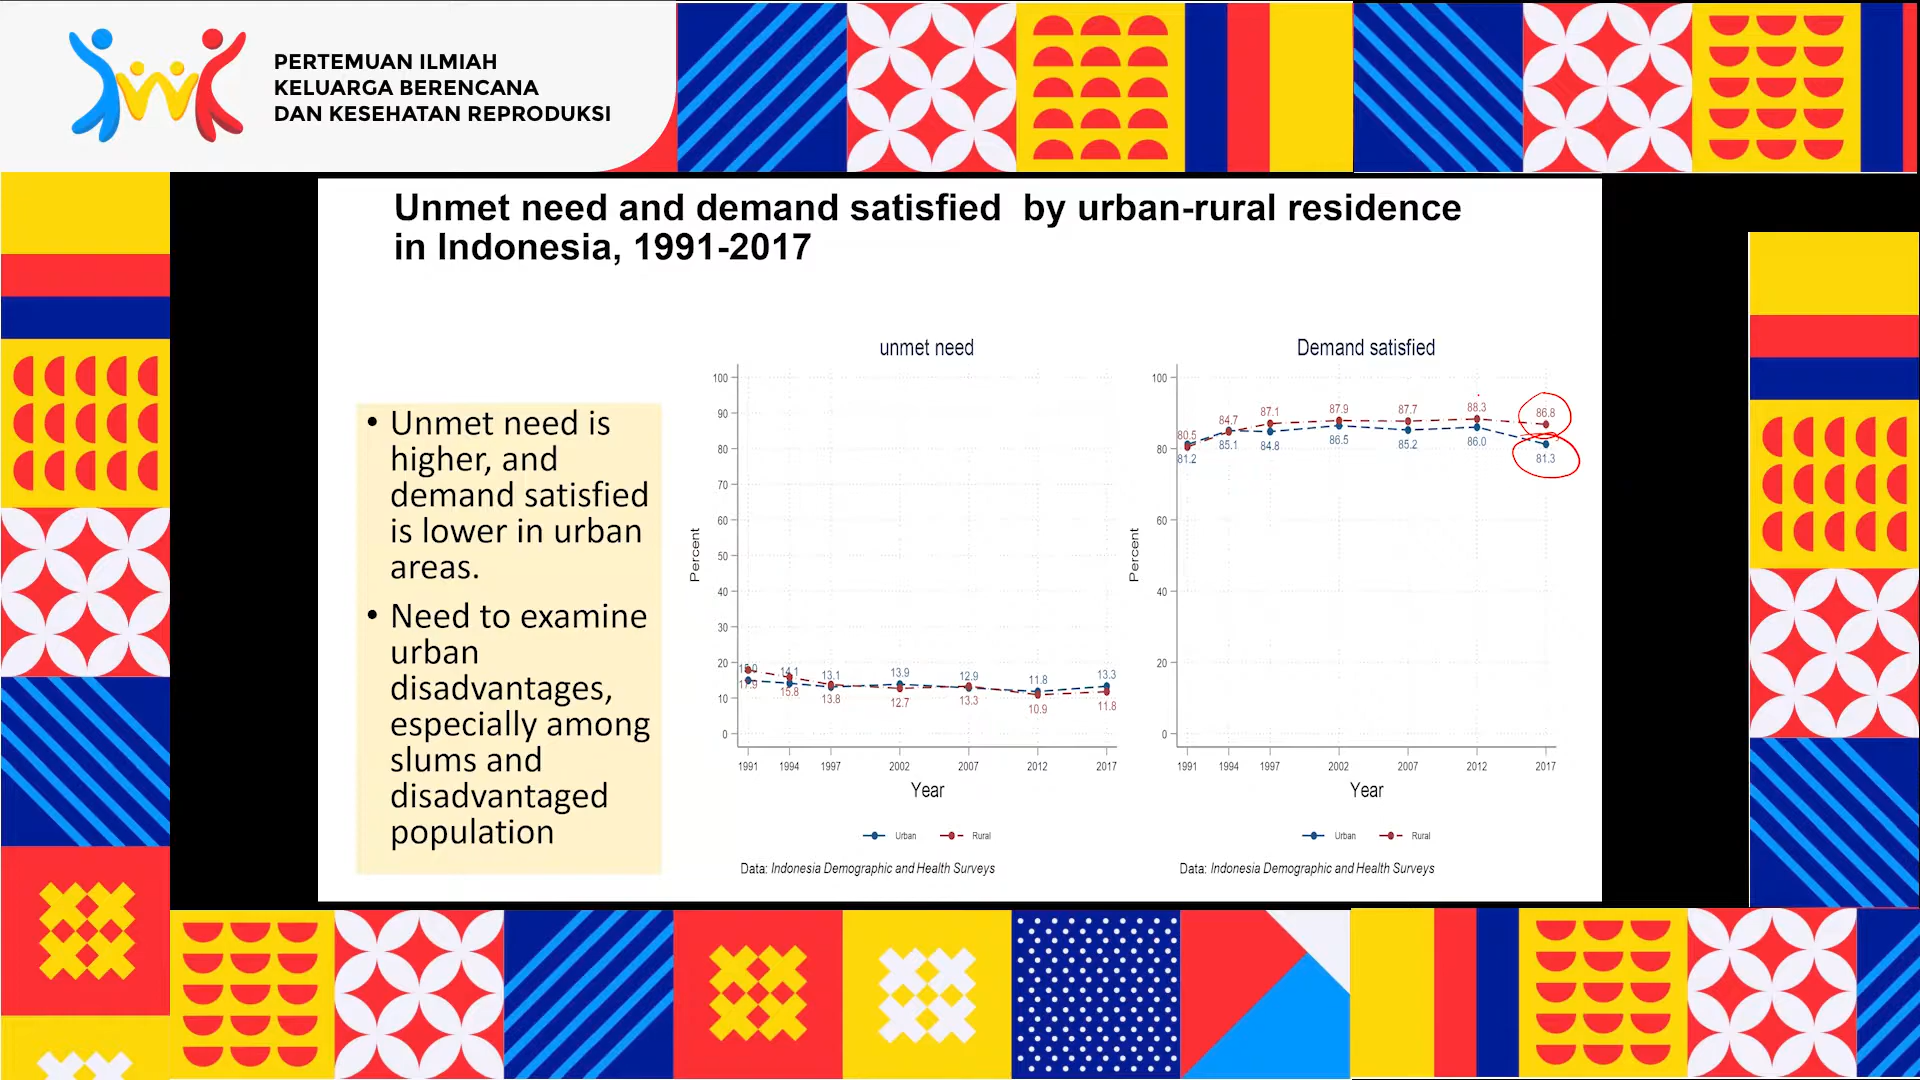 PERTEMUAN ILMIAH
KELUARGA BERENCANA
DAN KESEHATAN REPRODUKSI
Unmet need and demand satisfied by urban-rural residence
in Indonesia, 1991-2017
• Unmet need is
higher, and
demand satisfied
is lower in urban
areas.
• Need to examine
urban
disadvantages,
especially among
slums and
disadvantaged
population
unmet need
100
90
80
70
60
50
40
30
20
10
0
Percent
15.0 14.1 13.1 13.9 12.9 11.8 13.3
17.9 15.8 13.8 12.7 13.3 10.9 11.8
1991 1994 1997 2002 2007 2012 2017
Year
Urban Rural
Data: Indonesia Demographic and Health Surveys
Demand satisfied
100
80
60
40
20
0
Percent
80.5 84.7 87.1 87.9 87.7 88.3 86.8
81.2 85.1 84.8 86.5 85.2 86.0 81.3
1991 1994 1997 2002 2007 2012 2017
Year
Urban Rural
Data: Indonesia Demographic and Health Surveys